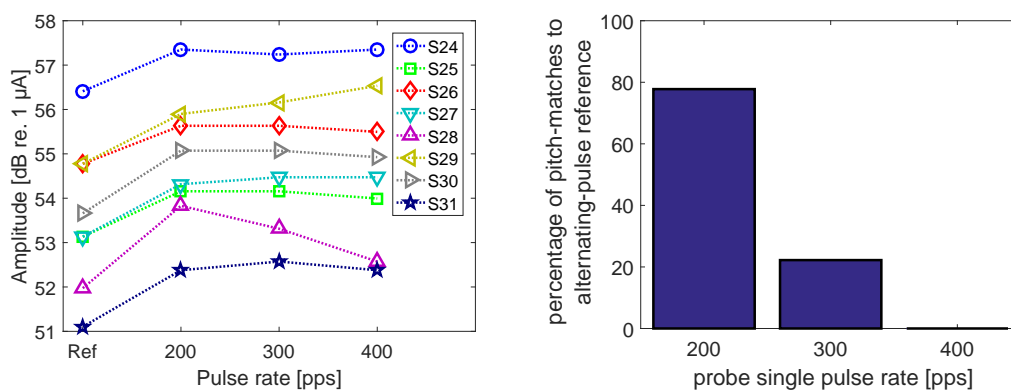 58
57
56
55
54
53
52
51
Amplitude [dB re. 1 µA]
Ref 200 300 400
Pulse rate [pps]
S24
S25
S26
S27
S28
S29
S30
S31
100
80
60
40
20
0
percentage of pitch-matches to
alternating-pulse reference
200 300 400
probe single pulse rate [pps]